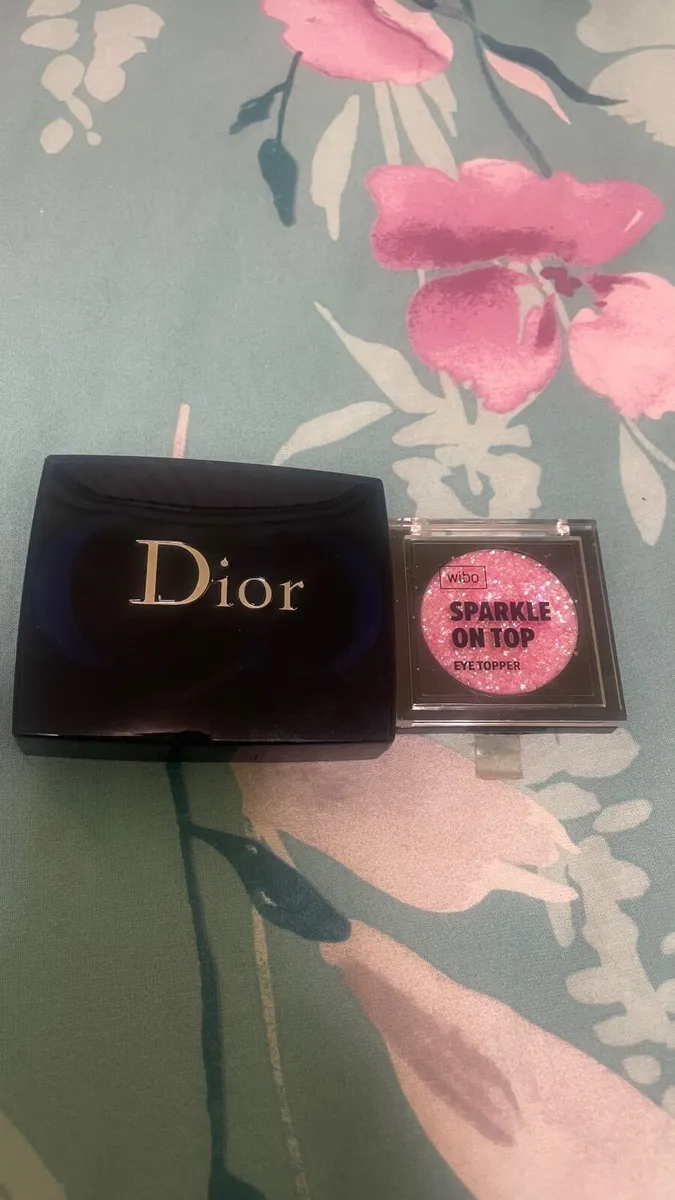 Dior
wibo
SPARKLE
ON TOP
EYE TOPPER